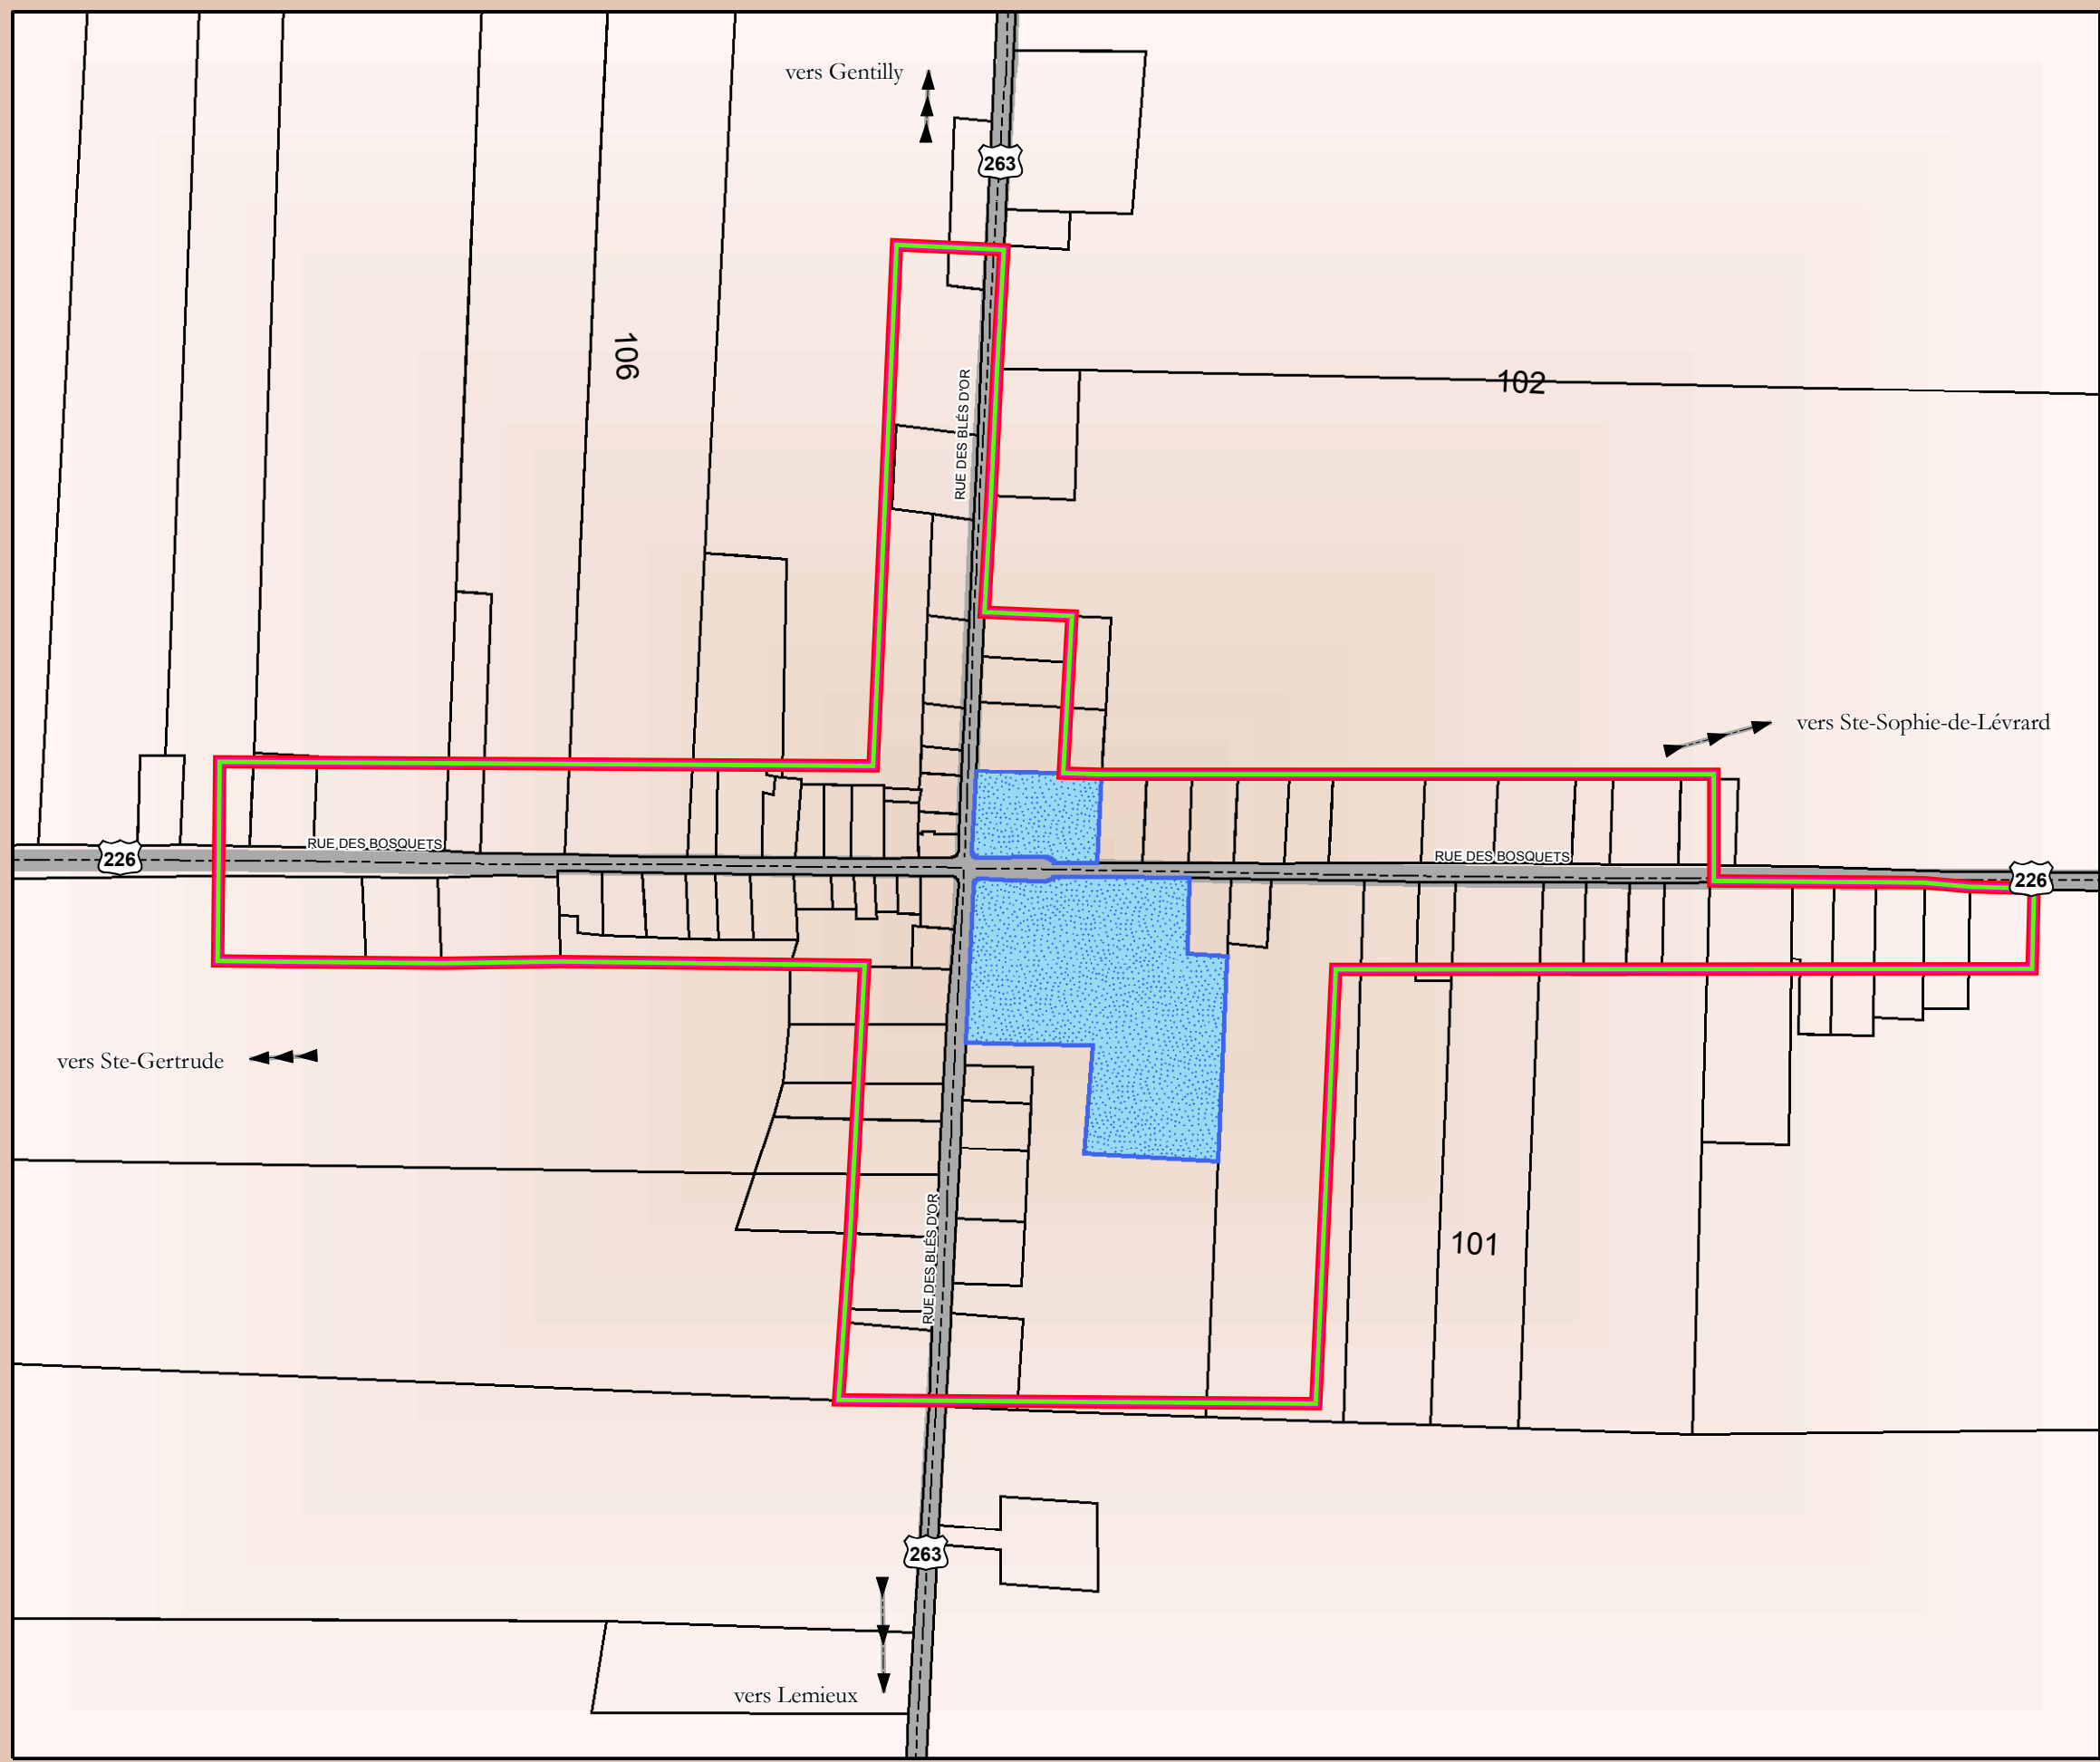 vers Gentilly
263
106
102
RUE DES BLÉS D'OR
vers Ste-Sophie-de-Lévrard
RUE DES BOSQUETS
226
RUE DES BOSQUETS
226
vers Ste-Gertrude
RUE DES BLÉS D'OR
101
263
vers Lemieux